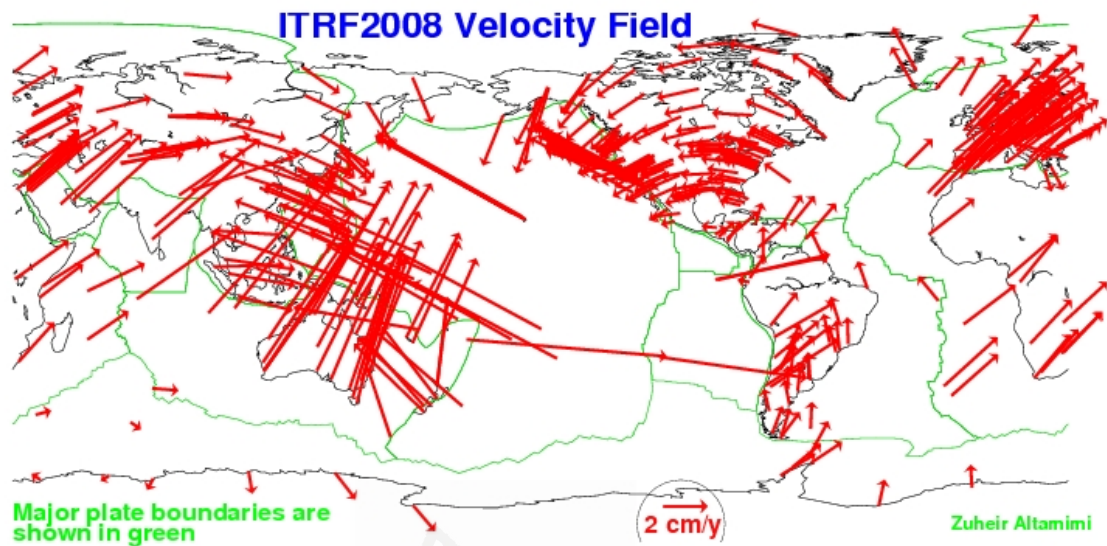 ITRF2008 Velocity Field
Major plate boundaries are
shown in green
2 cm/y
Zuheir Altamimi